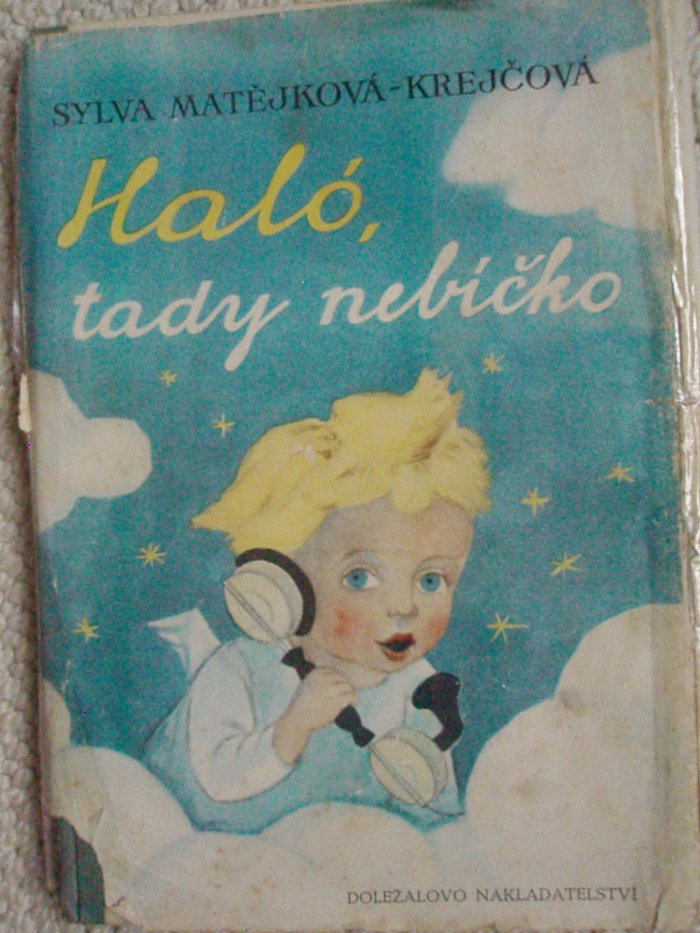 SYLVA MATĚJKOVÁ-KREJČOVÁ
Haló,
tady nebíčko
DOLEŽALOVO NAKLADATELSTVÍ